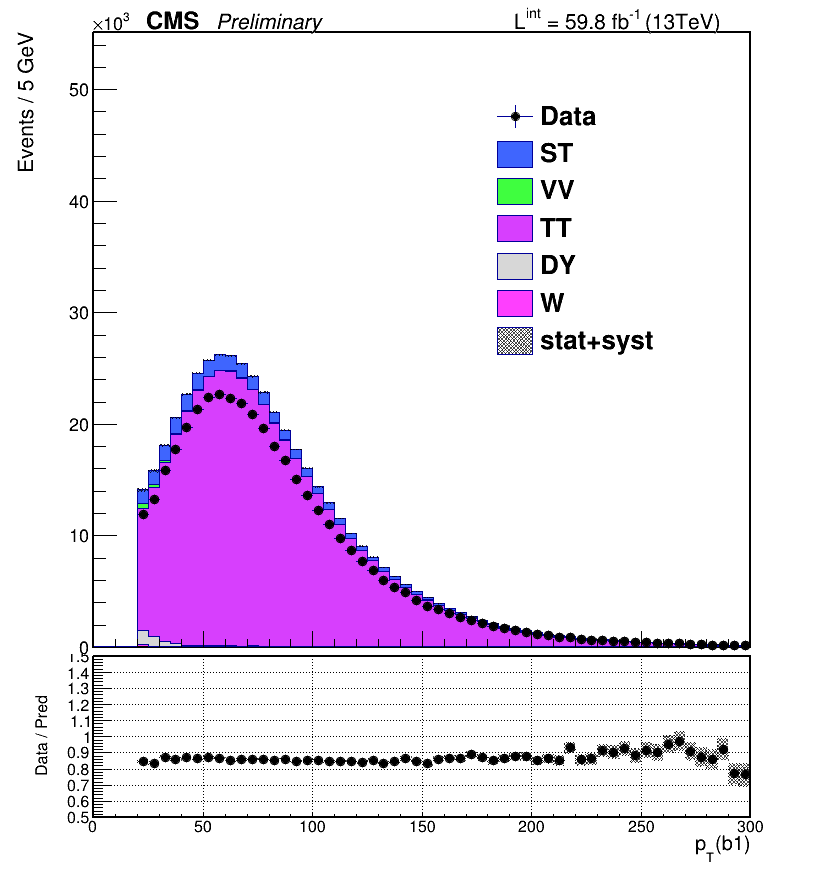 ×10³ CMS Preliminary L^int = 59.8 fb⁻¹ (13TeV)
Events / 5 GeV
50
40
30
20
10
0
Data
ST
VV
TT
DY
W
stat+syst
Data / Pred
1.5
1.4
1.3
1.2
1.1
1
0.9
0.8
0.7
0.6
0.5
0 50 100 150 200 250 300
p_T(b1)